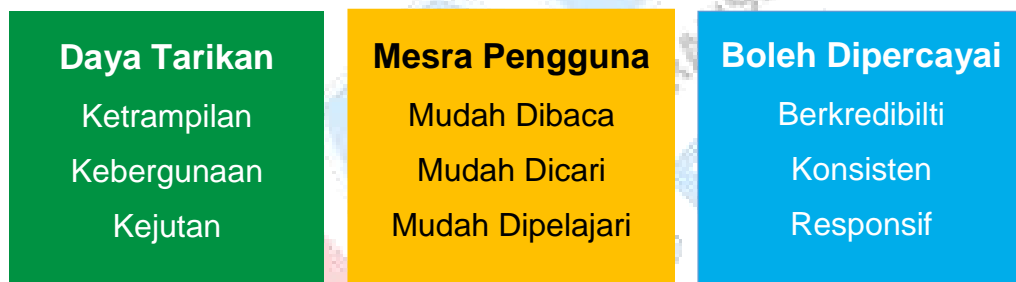 Daya Tarikan
Ketrampilan
Kebergunaan
Kejutan
Mesra Pengguna
Mudah Dibaca
Mudah Dicari
Mudah Dipelajari
Boleh Dipercayai
Berkredibilti
Konsisten
Responsif